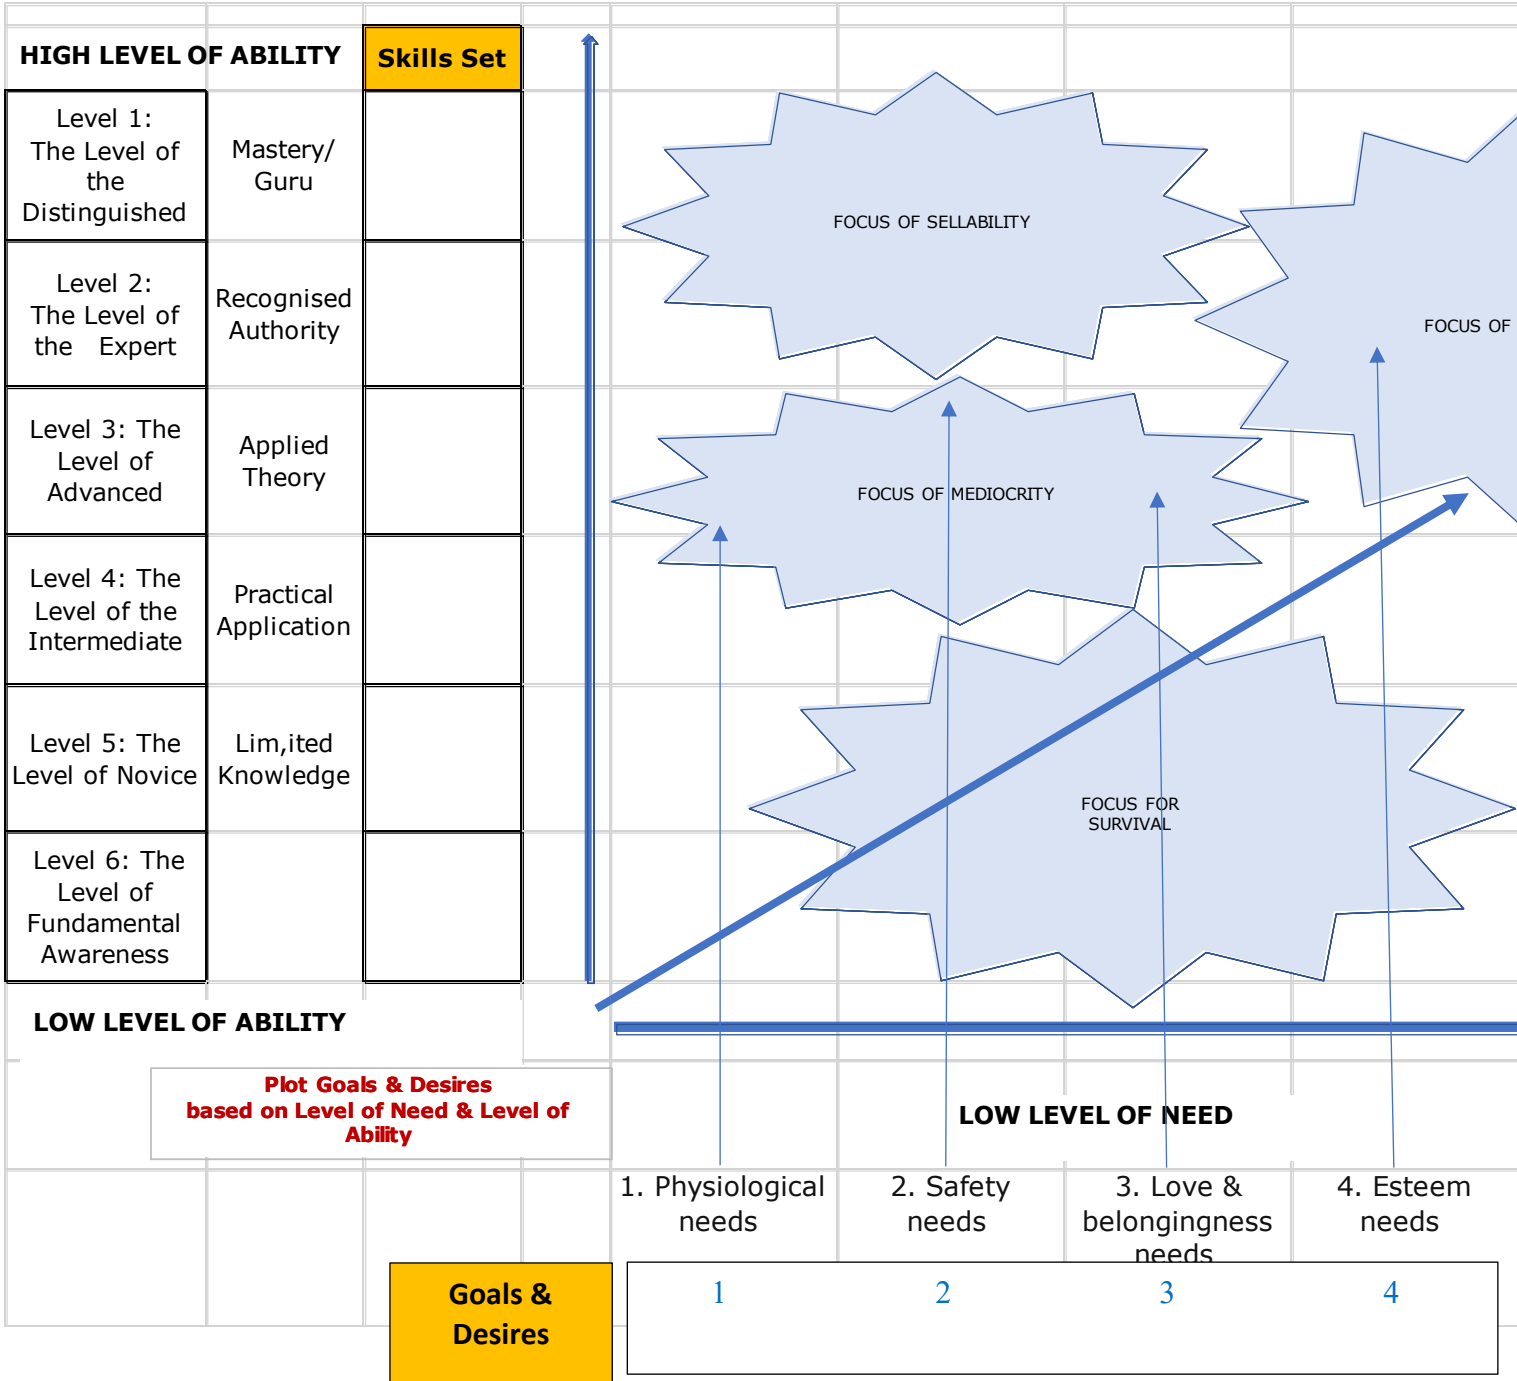 HIGH LEVEL OF ABILITY
Skills Set
Level 1:
The Level of
the
Distinguished
Mastery/
Guru
Level 2:
The Level of
the Expert
Recognised
Authority
Level 3: The
Level of
Advanced
Applied
Theory
Level 4: The
Level of the
Intermediate
Practical
Application
Level 5: The
Level of Novice
Lim,ited
Knowledge
Level 6: The
Level of
Fundamental
Awareness
LOW LEVEL OF ABILITY
FOCUS OF SELLABILITY
FOCUS OF
FOCUS OF MEDIOCRITY
FOCUS FOR
SURVIVAL
Plot Goals & Desires
based on Level of Need & Level of
Ability
LOW LEVEL OF NEED
1. Physiological
needs
2. Safety
needs
3. Love &
belongingness
needs
4. Esteem
needs
Goals &
Desires
1
2
3
4